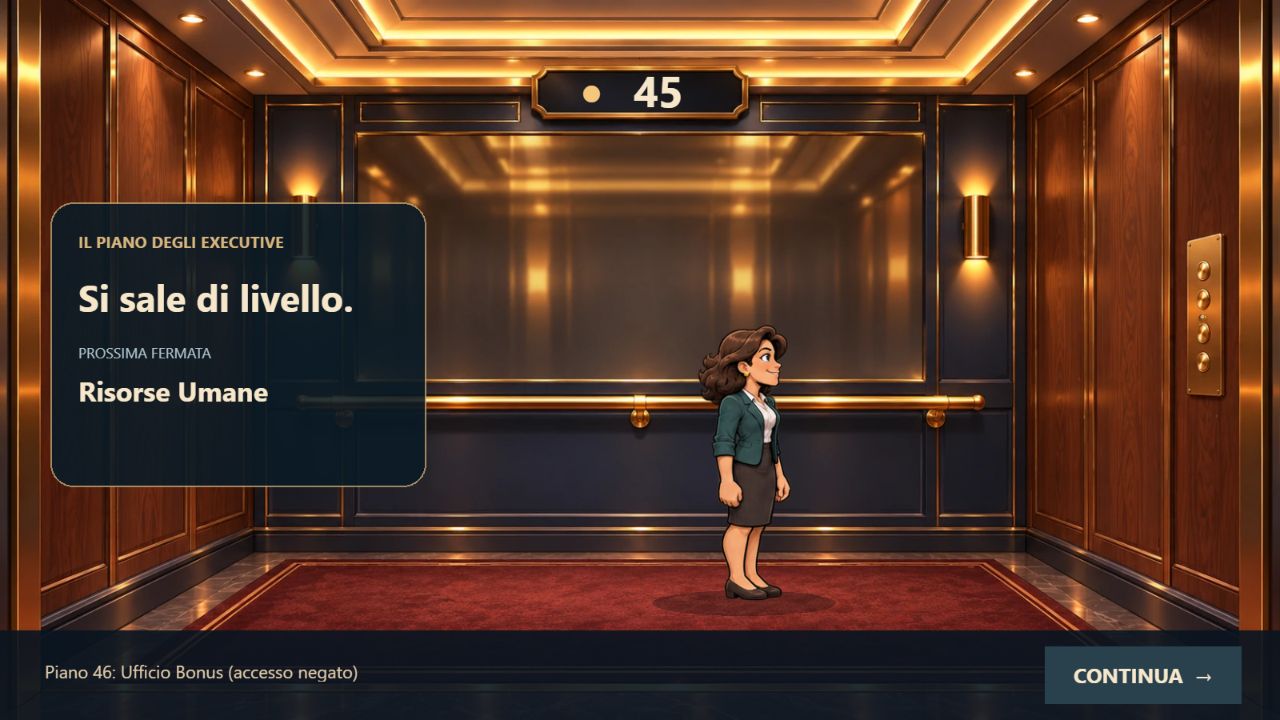 45
IL PIANO DEGLI EXECUTIVE
Si sale di livello.
PROSSIMA FERMATA
Risorse Umane
Piano 46: Ufficio Bonus (accesso negato)
CONTINUA →